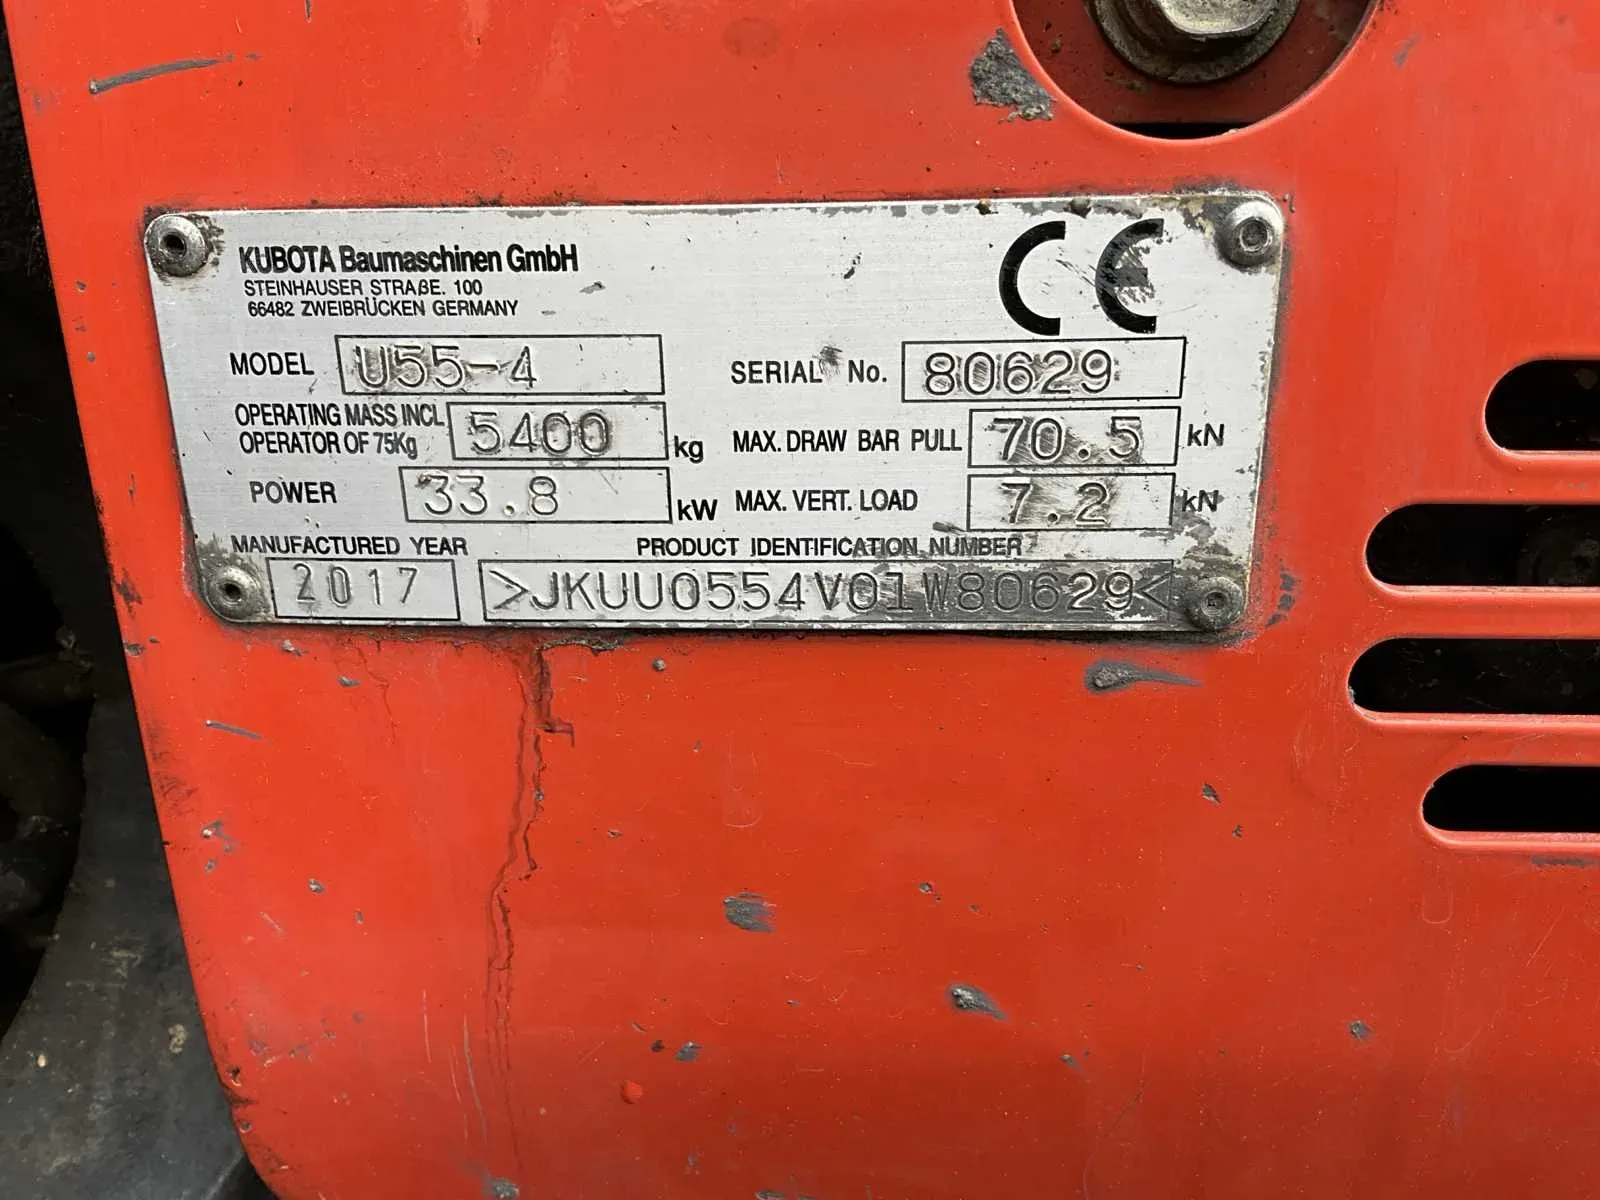 KUBOTA Baumaschinen GmbH
STEINHAUSER STRAßE. 100
66482 ZWEIBRÜCKEN GERMANY
CE
MODEL U55-4
SERIAL No. 80629
OPERATING MASS INCL
OPERATOR OF 75Kg 5400 kg
MAX. DRAW BAR PULL 70.5 kN
POWER 33.8 kW
MAX. VERT. LOAD 7.2 kN
MANUFACTURED YEAR
2017
PRODUCT IDENTIFICATION NUMBER
>JKUU0554V01W80629<